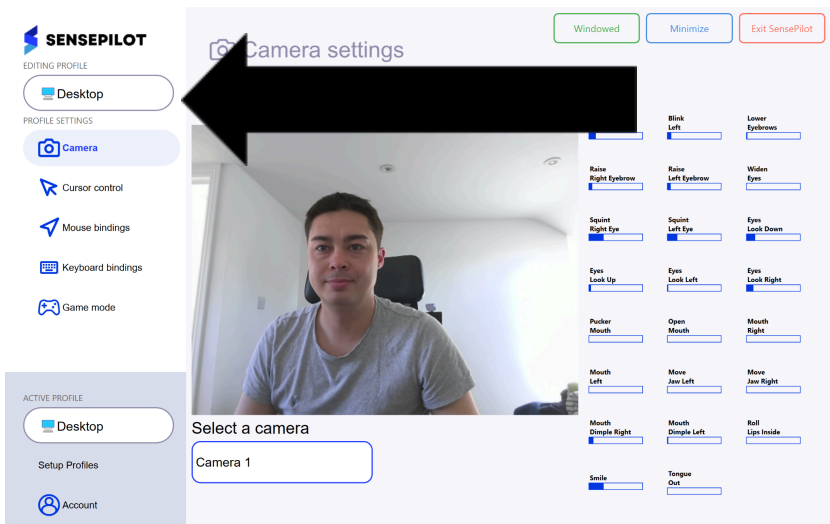 SENSEPILOT
EDITING PROFILE
Desktop
PROFILE SETTINGS
Camera
Cursor control
Mouse bindings
Keyboard bindings
Game mode
ACTIVE PROFILE
Desktop
Setup Profiles
Account
Camera settings
Windowed
Minimize
Exit SensePilot
Select a camera
Camera 1
Blink
Left
Lower
Eyebrows
Raise
Right Eyebrow
Raise
Left Eyebrow
Widen
Eyes
Squint
Right Eye
Squint
Left Eye
Eyes
Look Down
Eyes
Look Up
Eyes
Look Left
Eyes
Look Right
Pucker
Mouth
Open
Mouth
Mouth
Right
Mouth
Left
Move
Jaw Left
Move
Jaw Right
Mouth
Dimple Right
Mouth
Dimple Left
Roll
Lips Inside
Smile
Tongue
Out